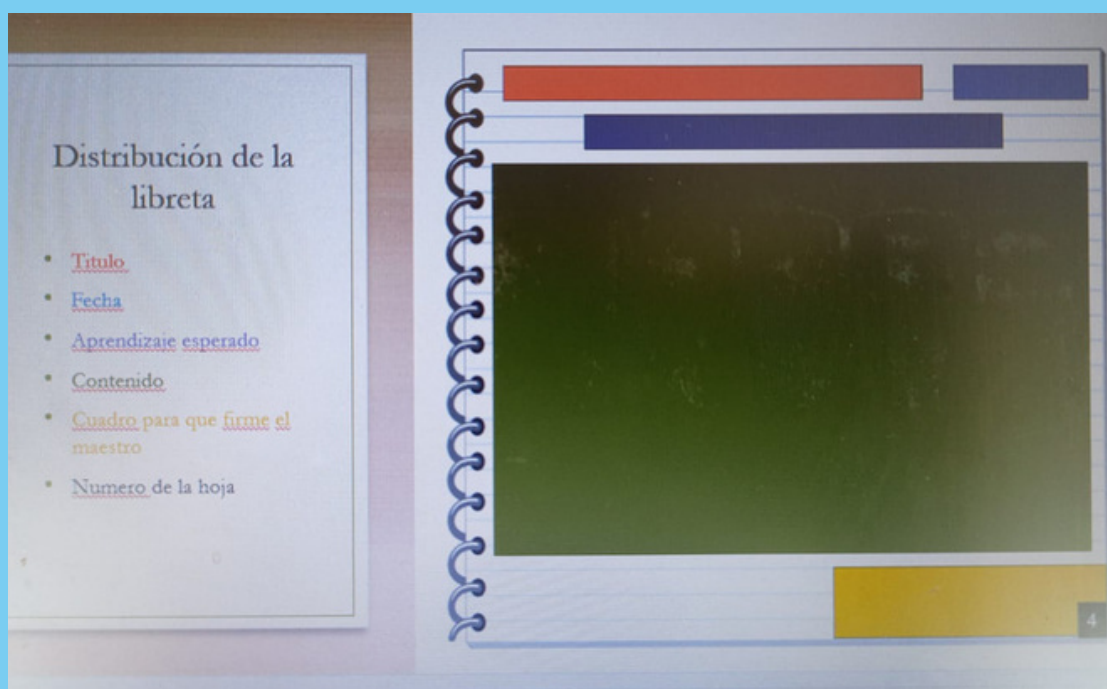 Distribución de la
libreta
Titulo
Fecha
Aprendizaje esperado
Contenido
Cuadro para que firme el
maestro
Numero de la hoja
4